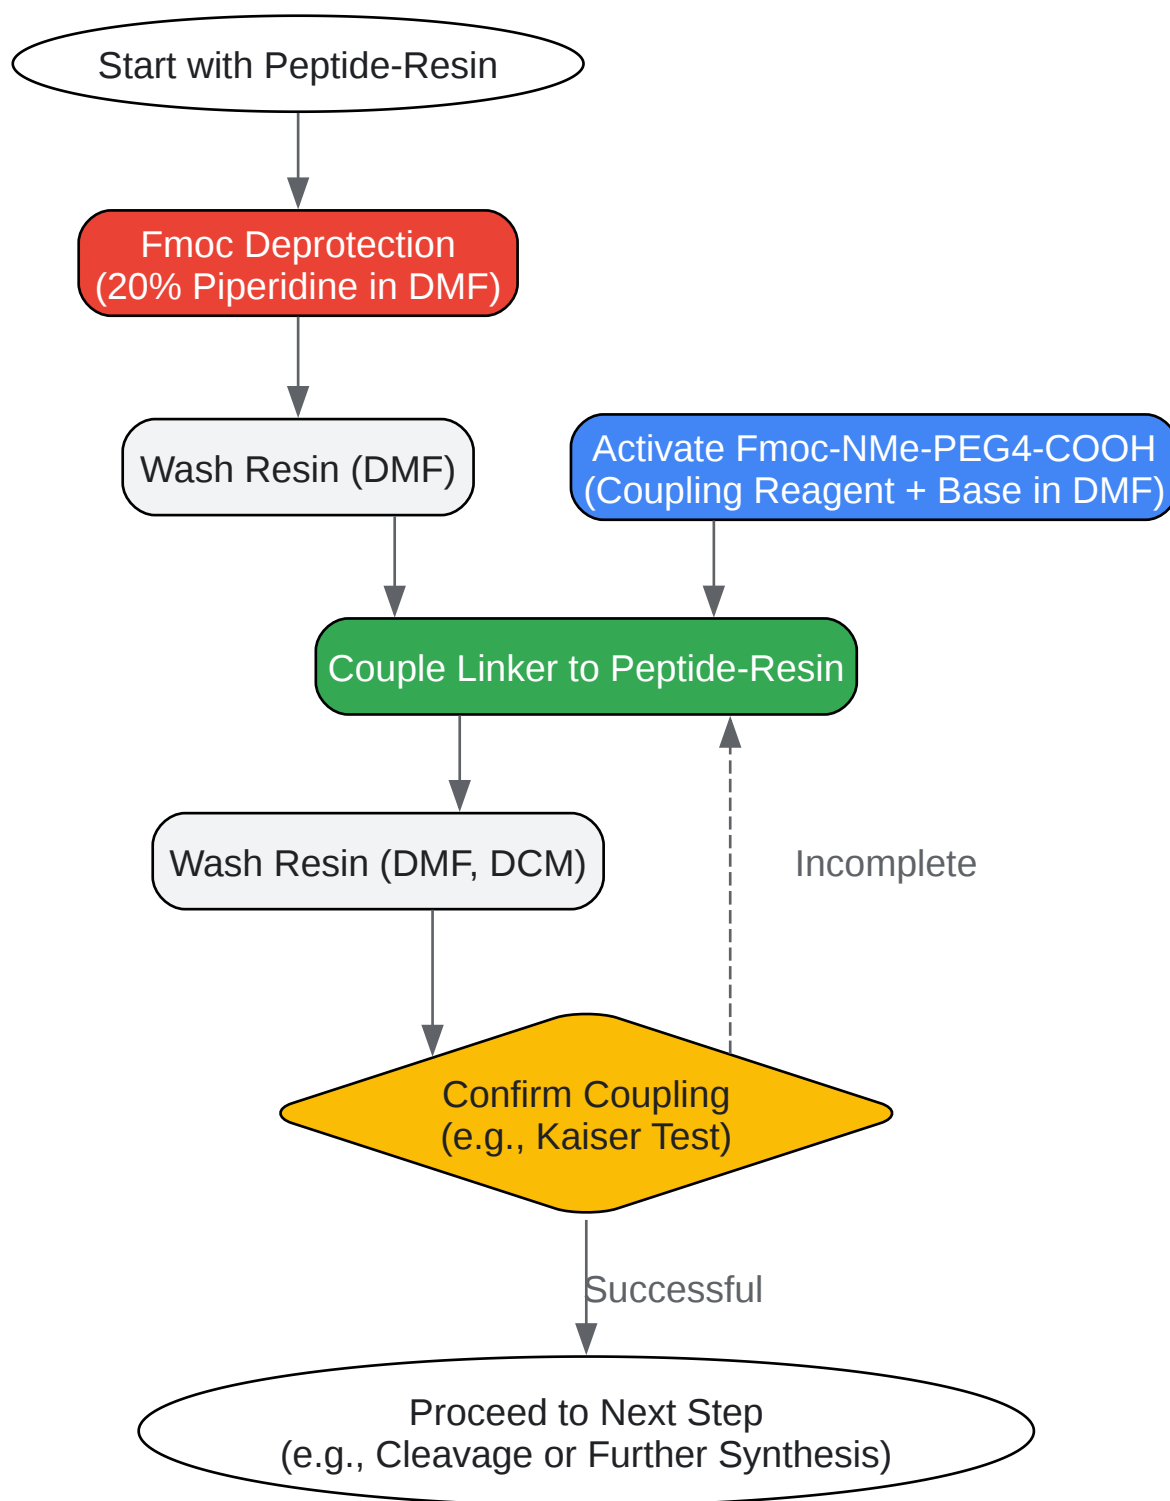 Start with Peptide-Resin
Fmoc Deprotection
(20% Piperidine in DMF)
Wash Resin (DMF)
Activate Fmoc-NMe-PEG4-COOH
(Coupling Reagent + Base in DMF)
Couple Linker to Peptide-Resin
Wash Resin (DMF, DCM)
Incomplete
Confirm Coupling
(e.g., Kaiser Test)
Successful
Proceed to Next Step
(e.g., Cleavage or Further Synthesis)